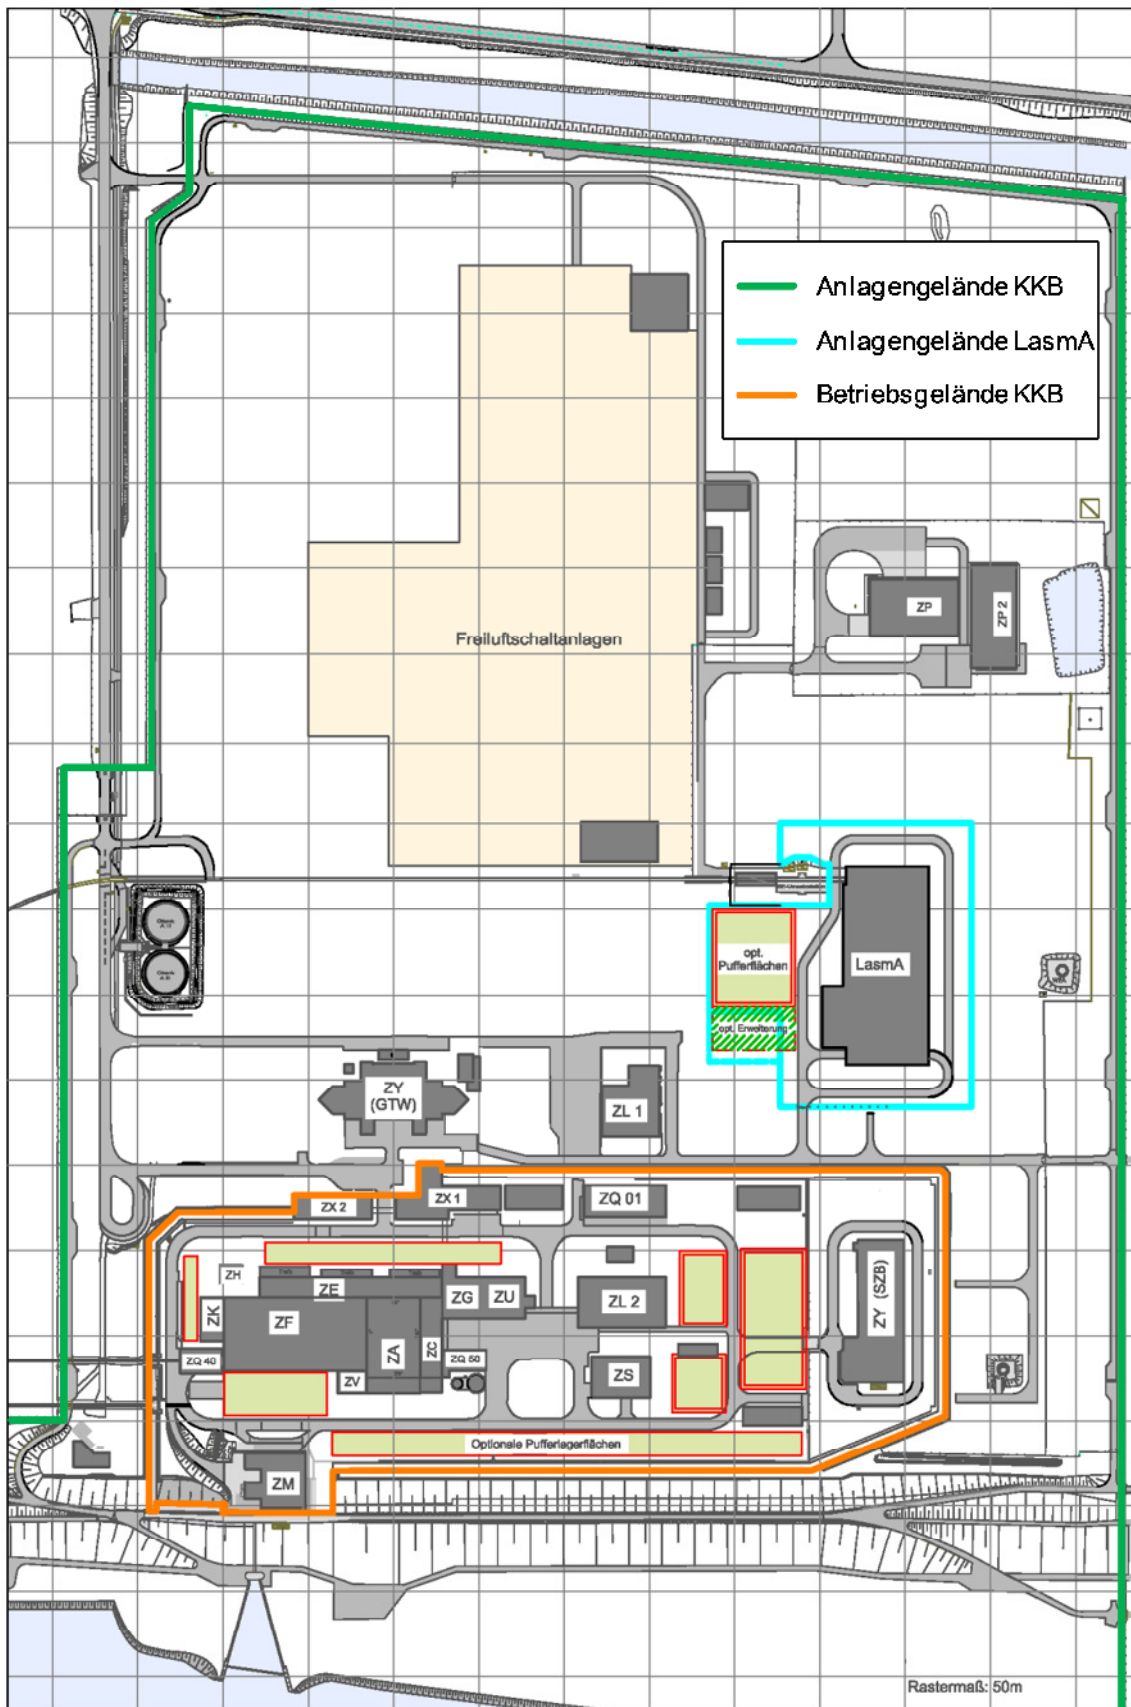 Anlagengelände KKB
Anlagengelände LasmA
Betriebsgelände KKB
ZP
ZP 2
Freiluftschaltanlagen
opt.
Pufferflächen
LasmA
opt. Erweiterung
ZY
(GTW)
ZL 1
ZX 2
ZX 1
ZQ 01
ZH
ZE
ZG
ZU
ZL 2
ZY (SZB)
ZK
ZF
ZA
ZC
ZQ 40
ZQ 50
ZV
ZS
Optionale Pufferlagerflächen
ZM
Rastermaß: 50m